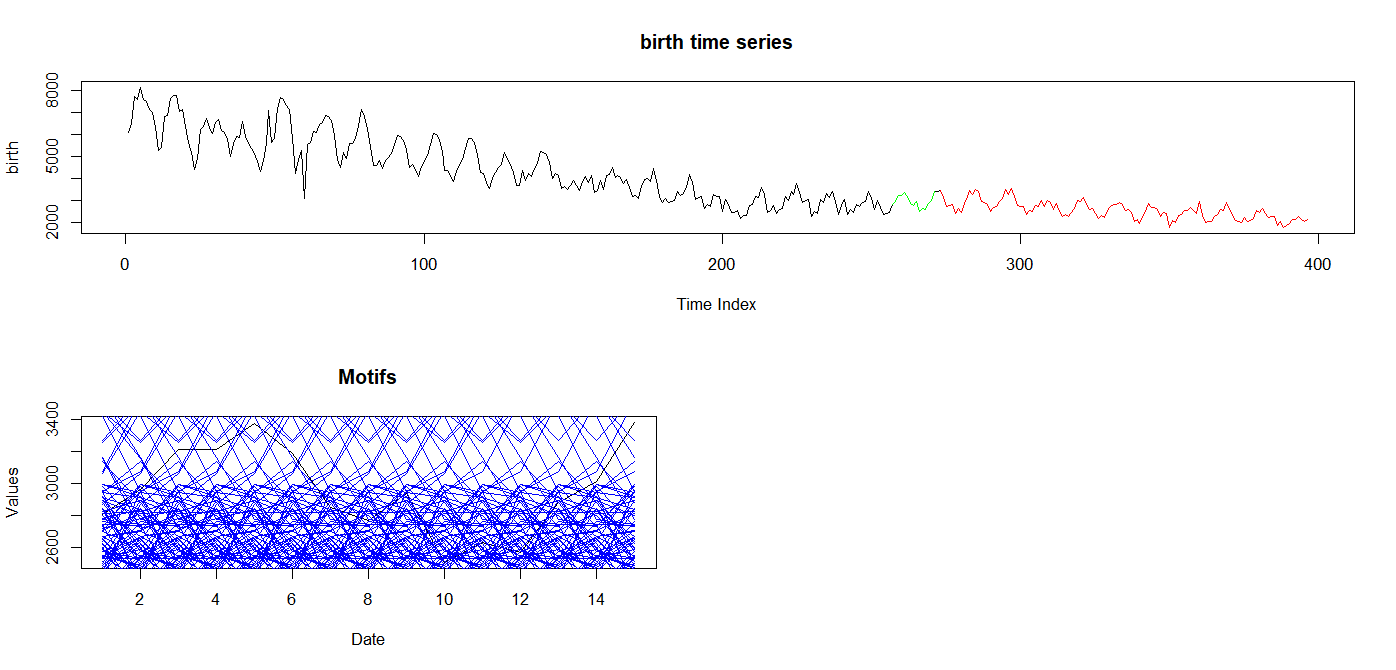 birth time series
birth
8000
5000
2000
0 100 200 300 400
Time Index
Motifs
Values
3400
3000
2600
2 4 6 8 10 12 14
Date